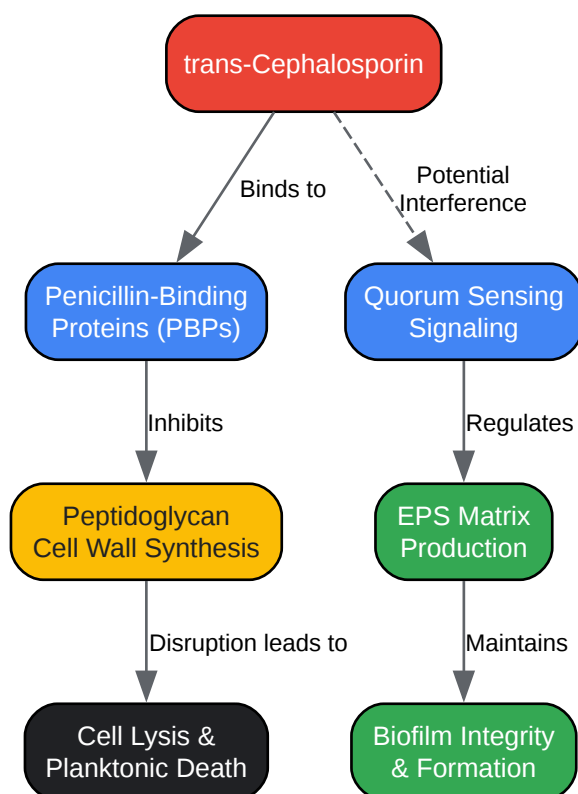 trans-Cephalosporin
Binds to
Potential
Interference
Penicillin-Binding
Proteins (PBPs)
Quorum Sensing
Signaling
Inhibits
Regulates
Peptidoglycan
Cell Wall Synthesis
EPS Matrix
Production
Disruption leads to
Maintains
Cell Lysis &
Planktonic Death
Biofilm Integrity
& Formation